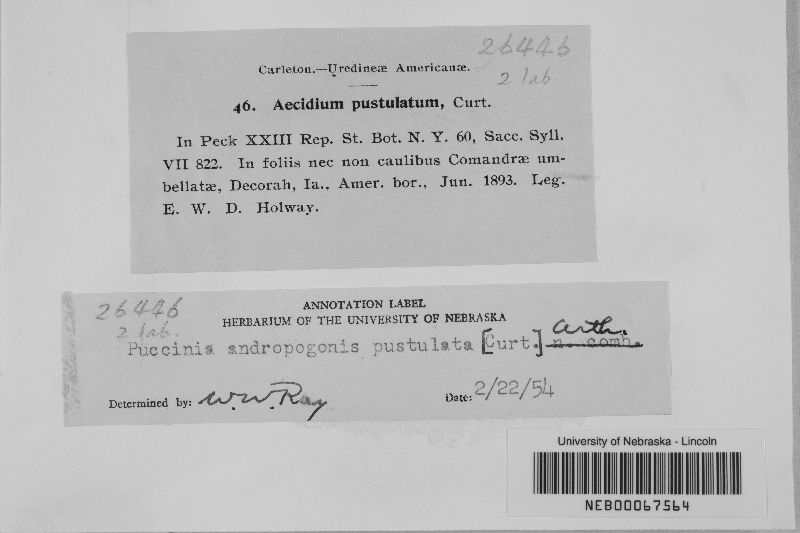 26446
2 lab.
Carleton.—Uredineæ Americanæ.
46. Aecidium pustulatum, Curt.
In Peck XXIII Rep. St. Bot. N. Y. 60, Sacc. Syll.
VII 822. In foliis nec non caulibus Comandræ um-
bellatæ, Decorah, Ia., Amer. bor., Jun. 1893. Leg.
E. W. D. Holway.
26446
2 lab.
ANNOTATION LABEL
HERBARIUM OF THE UNIVERSITY OF NEBRASKA
Puccinia andropogonis pustulata [Curt.] n. comb. Arth.
Determined by: W.W. Ray Date: 2/22/54
University of Nebraska - Lincoln
NEB00067564